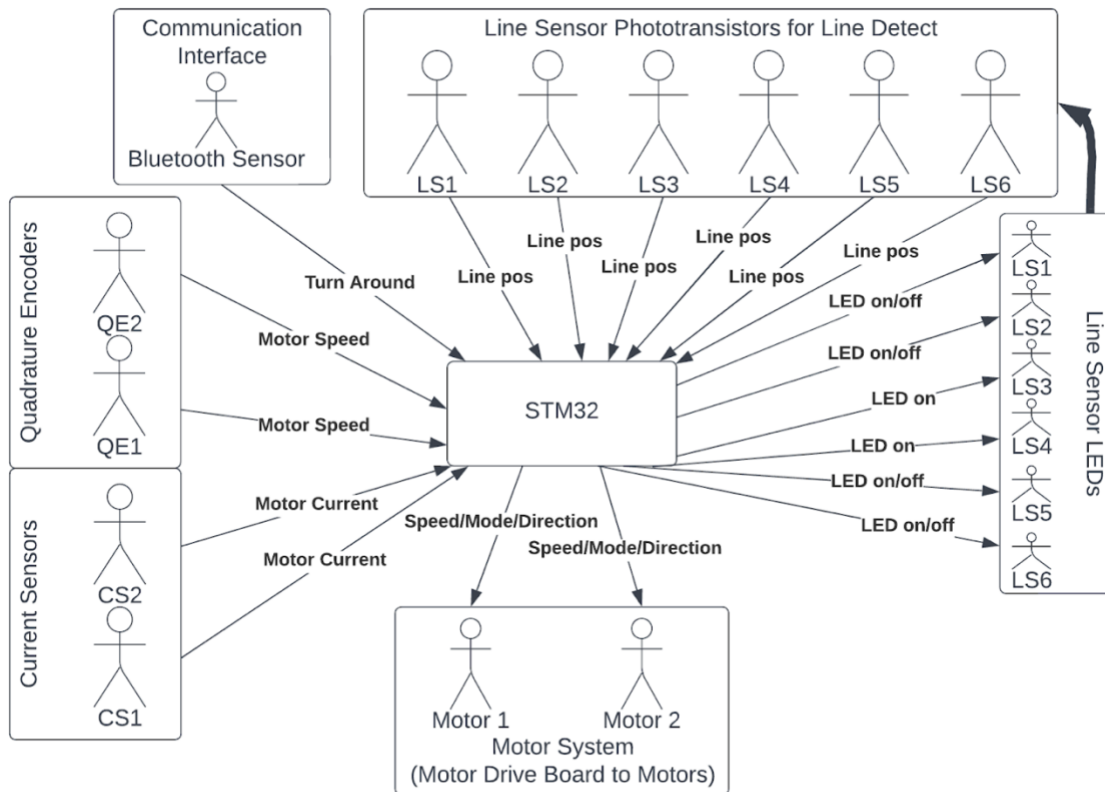 Communication
Interface
Bluetooth Sensor
Line Sensor Phototransistors for Line Detect
LS1
LS2
LS3
LS4
LS5
LS6
Quadrature Encoders
QE2
QE1
Current Sensors
CS2
CS1
Turn Around
Motor Speed
Motor Speed
Motor Current
Motor Current
Line pos
Line pos
Line pos
Line pos
Line pos
Line pos
STM32
LED on/off
LED on/off
LED on
LED on
LED on/off
LED on/off
LS1
LS2
LS3
LS4
LS5
LS6
Line Sensor LEDs
Speed/Mode/Direction
Speed/Mode/Direction
Motor 1
Motor 2
Motor System
(Motor Drive Board to Motors)